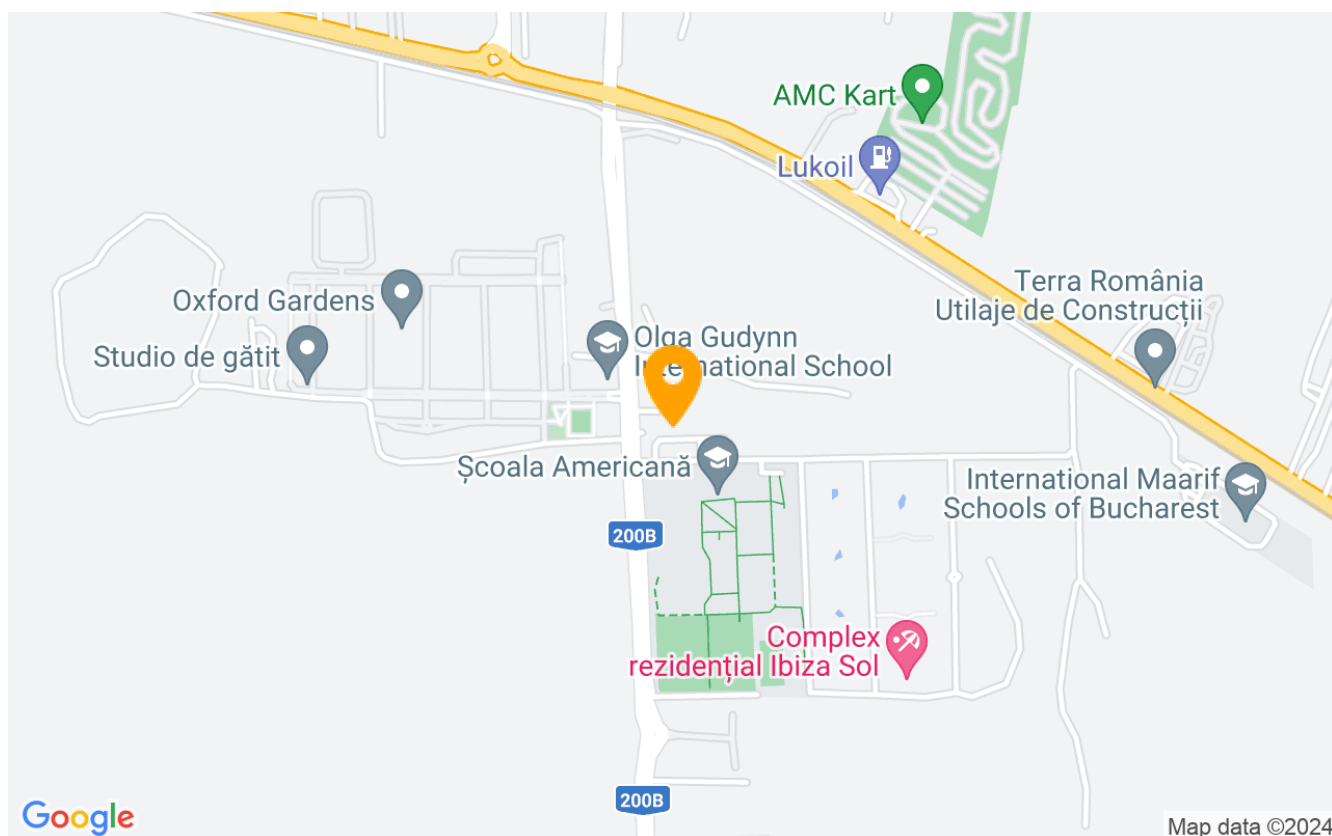 AMC Kart
Lukoil
Terra România
Utilaje de Construcții
Oxford Gardens
Studio de gătit
Olga Gudynn
International School
Școala Americană
International Maarif
Schools of Bucharest
200B
Complex
rezidențial Ibiza Sol
200B
Google
Map data ©2024